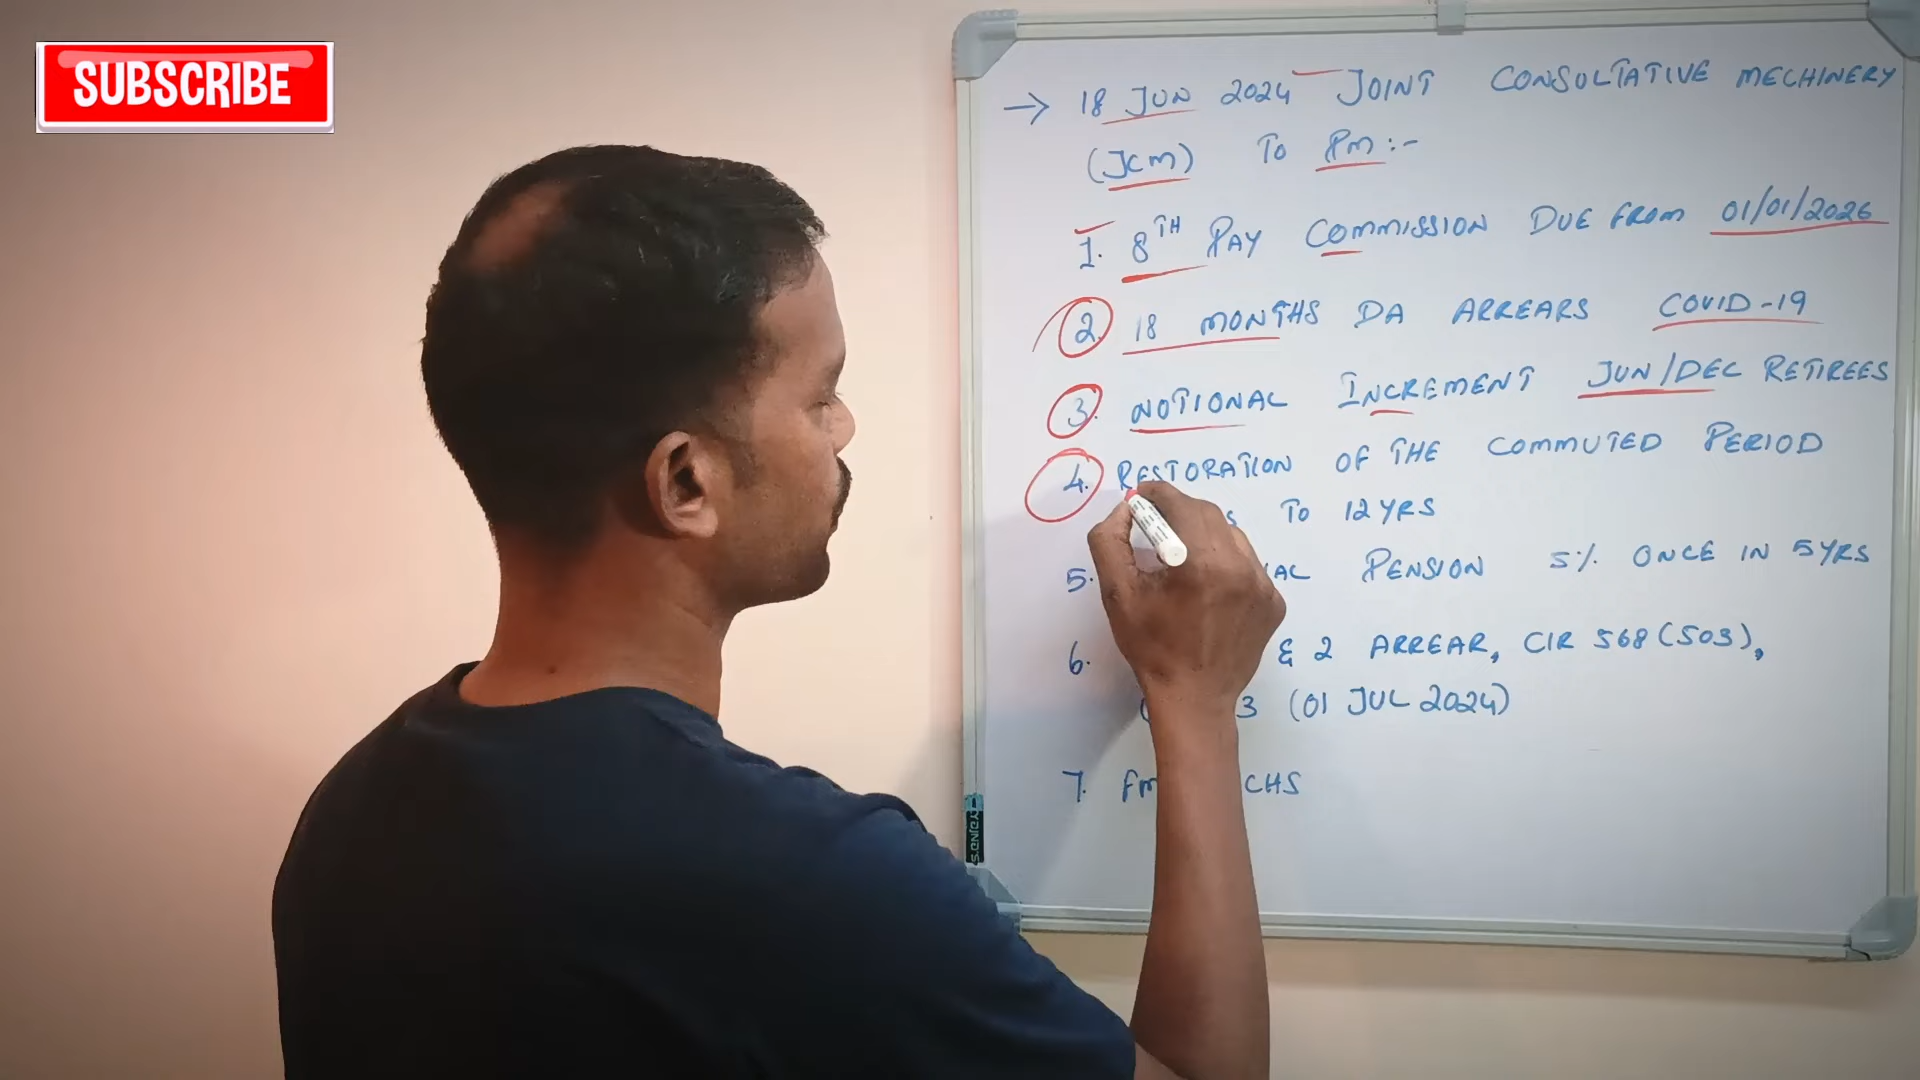 SUBSCRIBE
→ 18 JUN 2024 JOINT CONSULTATIVE MECHINERY
(JCM) TO PM:-
1. 8TH PAY COMMISSION DUE FROM 01/01/2026
2. 18 MONTHS DA ARREARS COVID-19
3. NOTIONAL INCREMENT JUN/DEC RETIREES
4. RESTORATION OF THE COMMUTED PERIOD
TO 12 YRS
5. PENSION 5% ONCE IN 5 YRS
6. & 2 ARREAR, CIR 568 (503),
3 (01 JUL 2024)
7. CHS